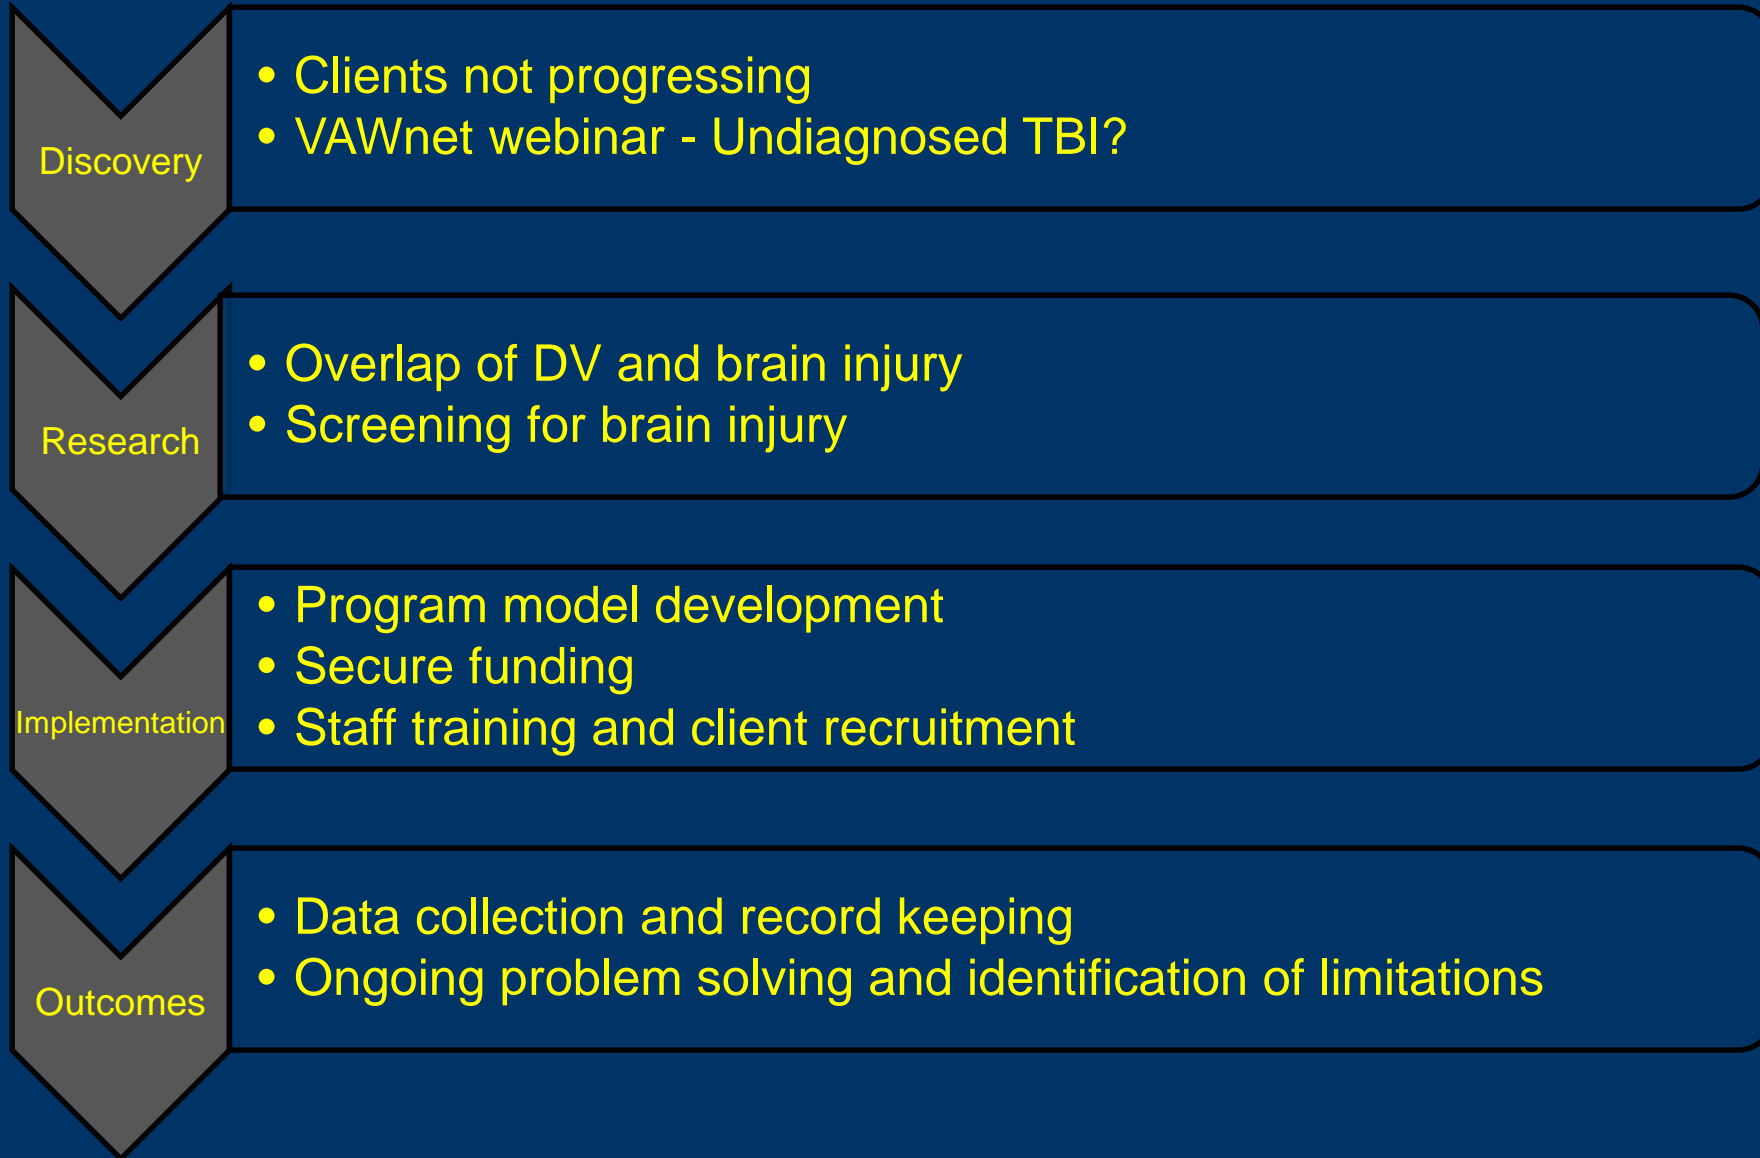 Discovery
• Clients not progressing
• VAWnet webinar - Undiagnosed TBI?
Research
• Overlap of DV and brain injury
• Screening for brain injury
Implementation
• Program model development
• Secure funding
• Staff training and client recruitment
Outcomes
• Data collection and record keeping
• Ongoing problem solving and identification of limitations